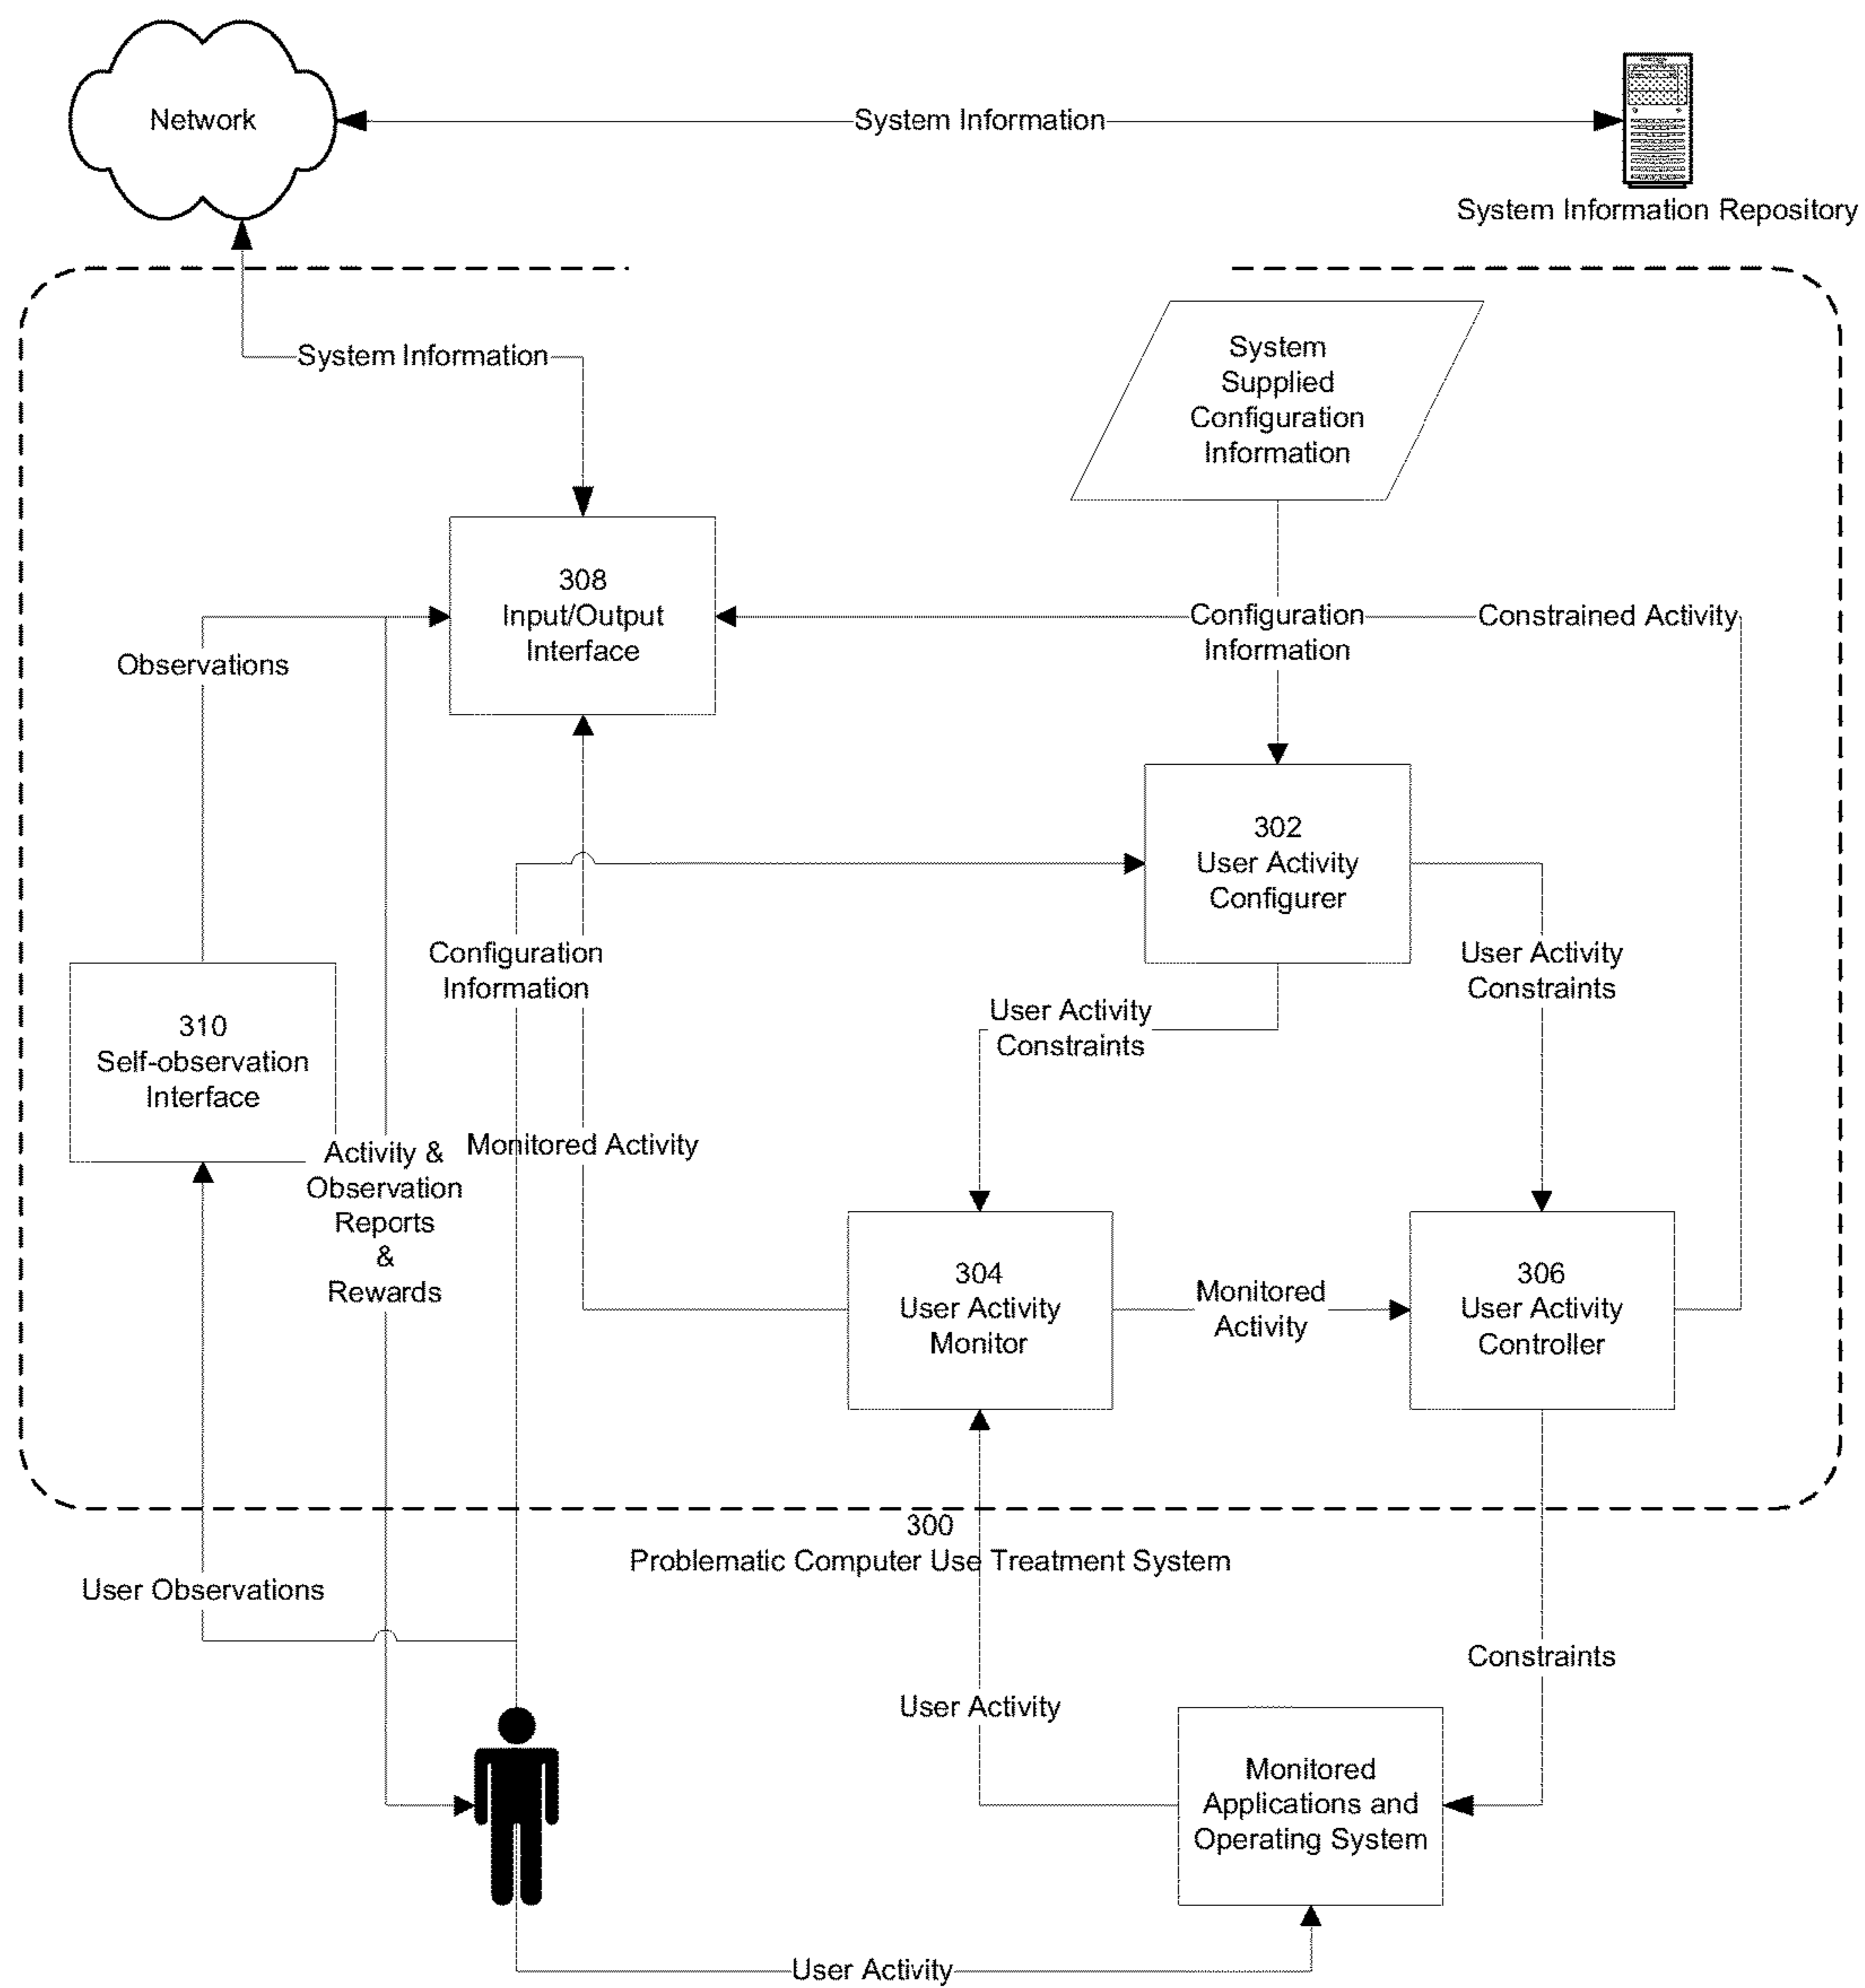 Network
System Information
System Information Repository
System Information
System
Supplied
Configuration
Information
308
Input/Output
Interface
Configuration
Information
Constrained Activity
Observations
302
User Activity
Configurer
Configuration
Information
User Activity
Constraints
User Activity
Constraints
310
Self-observation
Interface
Activity &
Observation
Reports
&
Rewards
Monitored Activity
304
User Activity
Monitor
Monitored
Activity
306
User Activity
Controller
300
Problematic Computer Use Treatment System
User Observations
Constraints
User Activity
Monitored
Applications and
Operating System
User Activity